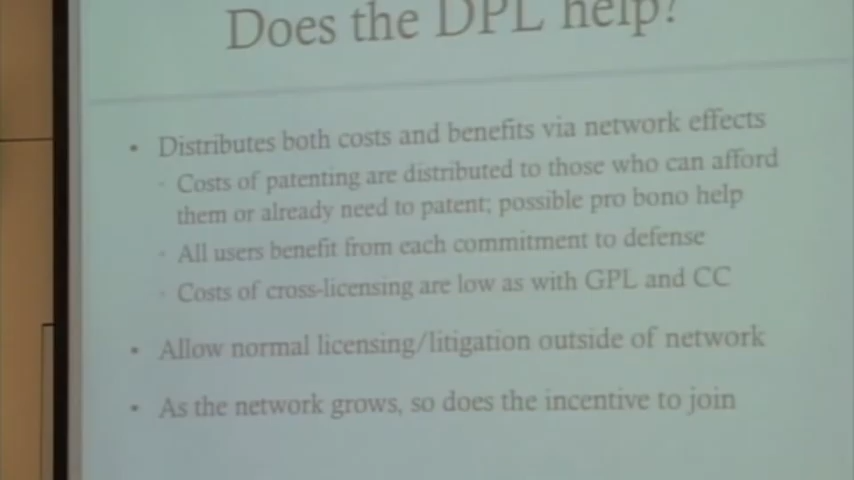 Does the DPL help?
• Distributes both costs and benefits via network effects
◦ Costs of patenting are distributed to those who can afford
them or already need to patent; possible pro bono help
◦ All users benefit from each commitment to defense
◦ Costs of cross-licensing are low as with GPL and CC
• Allow normal licensing/litigation outside of network
• As the network grows, so does the incentive to join